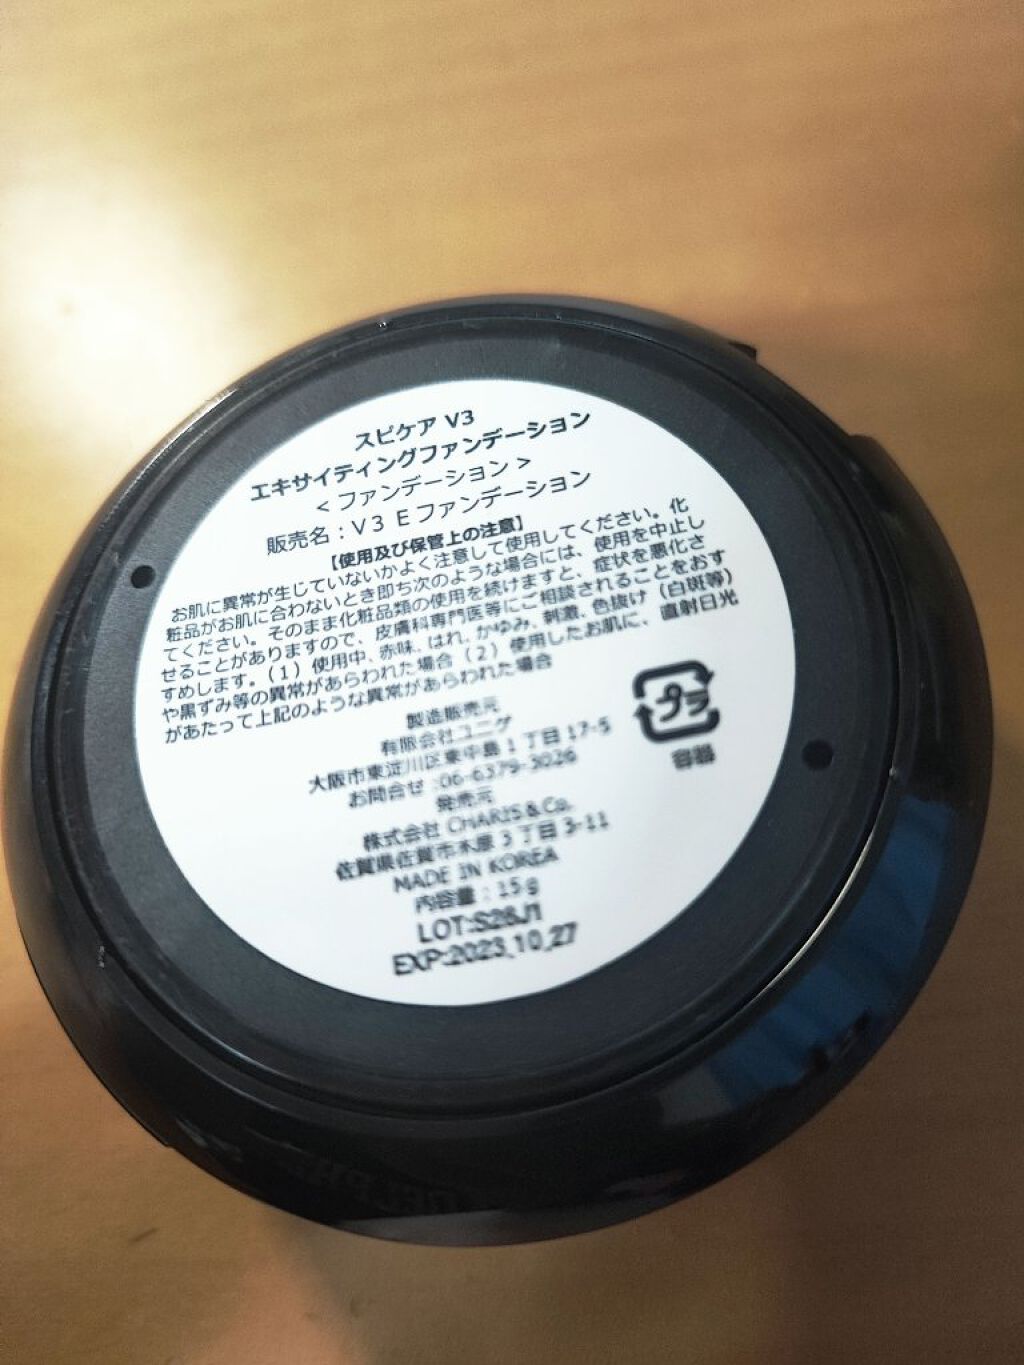 スピケア V3
エキサイティングファンデーション
＜ファンデーション＞
販売名：V3 Eファンデーション
【使用及び保管上の注意】
お肌に異常が生じていないかよく注意して使用してください。化
粧品がお肌に合わないとき即ち次のような場合には、使用を中止し
てください。そのまま化粧品類の使用を続けますと、症状を悪化さ
せることがありますので、皮膚科専門医等にご相談されることをおす
すめします。(1) 使用中、赤味、はれ、かゆみ、刺激、色抜け（白斑等）
や黒ずみ等の異常があらわれた場合 (2) 使用したお肌に、直射日光
があたって上記のような異常があらわれた場合
製造販売元
有限会社ユニゲ
大阪市東淀川区東中島1丁目17-5
お問合せ:06-6379-3026
発売元
株式会社 CHARIS & Co.
佐賀県佐賀市木原3丁目3-11
MADE IN KOREA
内容量：15g
LOT:S26J1
EXP:2023.10.27
プラ
容器